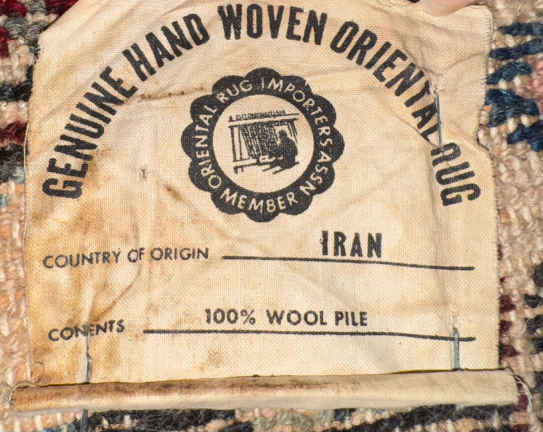 GENUINE HAND WOVEN ORIENTAL RUG
ORIENTAL RUG IMPORTERS ASSN
MEMBER
COUNTRY OF ORIGIN IRAN
CONTENTS 100% WOOL PILE